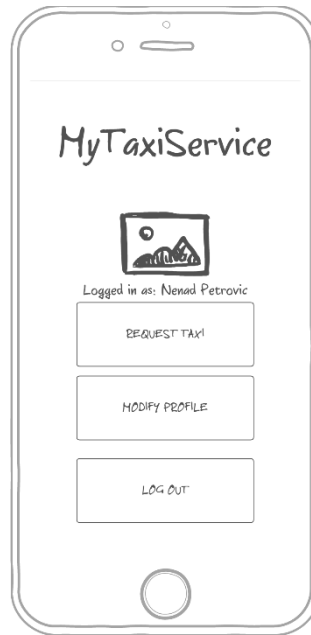 MyTaxiService
Logged in as: Nenad Petrovic
REQUEST TAXI
MODIFY PROFILE
LOG OUT